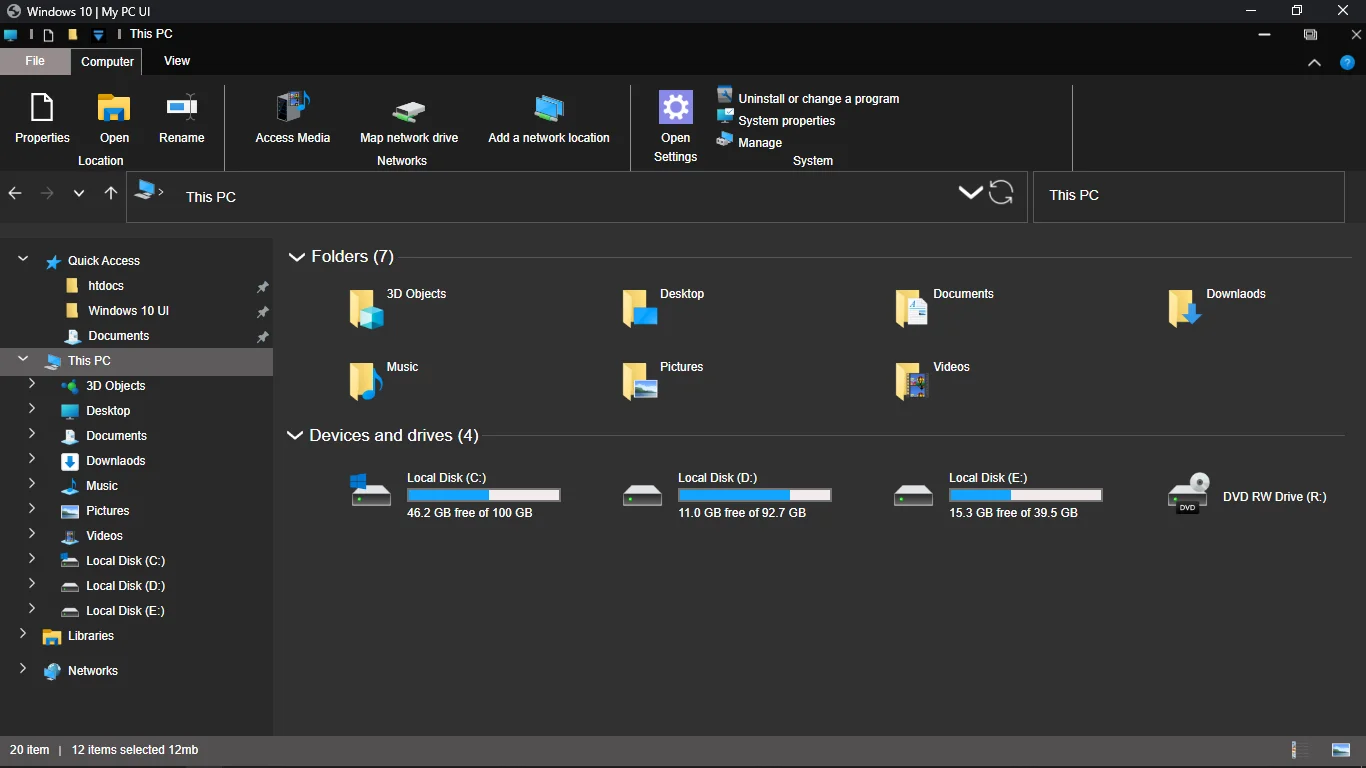 Windows 10 | My PC UI
This PC
File Computer View
Properties Open Rename Access Media Map network drive Add a network location Open Settings
Uninstall or change a program
System properties
Manage
Location Networks System
This PC This PC
Quick Access
htdocs
Windows 10 UI
Documents
This PC
3D Objects
Desktop
Documents
Downlaods
Music
Pictures
Videos
Local Disk (C:)
Local Disk (D:)
Local Disk (E:)
Libraries
Networks
Folders (7)
3D Objects Desktop Documents Downlaods
Music Pictures Videos
Devices and drives (4)
Local Disk (C:) Local Disk (D:) Local Disk (E:)
DVD DVD RW Drive (R:)
46.2 GB free of 100 GB 11.0 GB free of 92.7 GB 15.3 GB free of 39.5 GB
20 item | 12 items selected 12mb